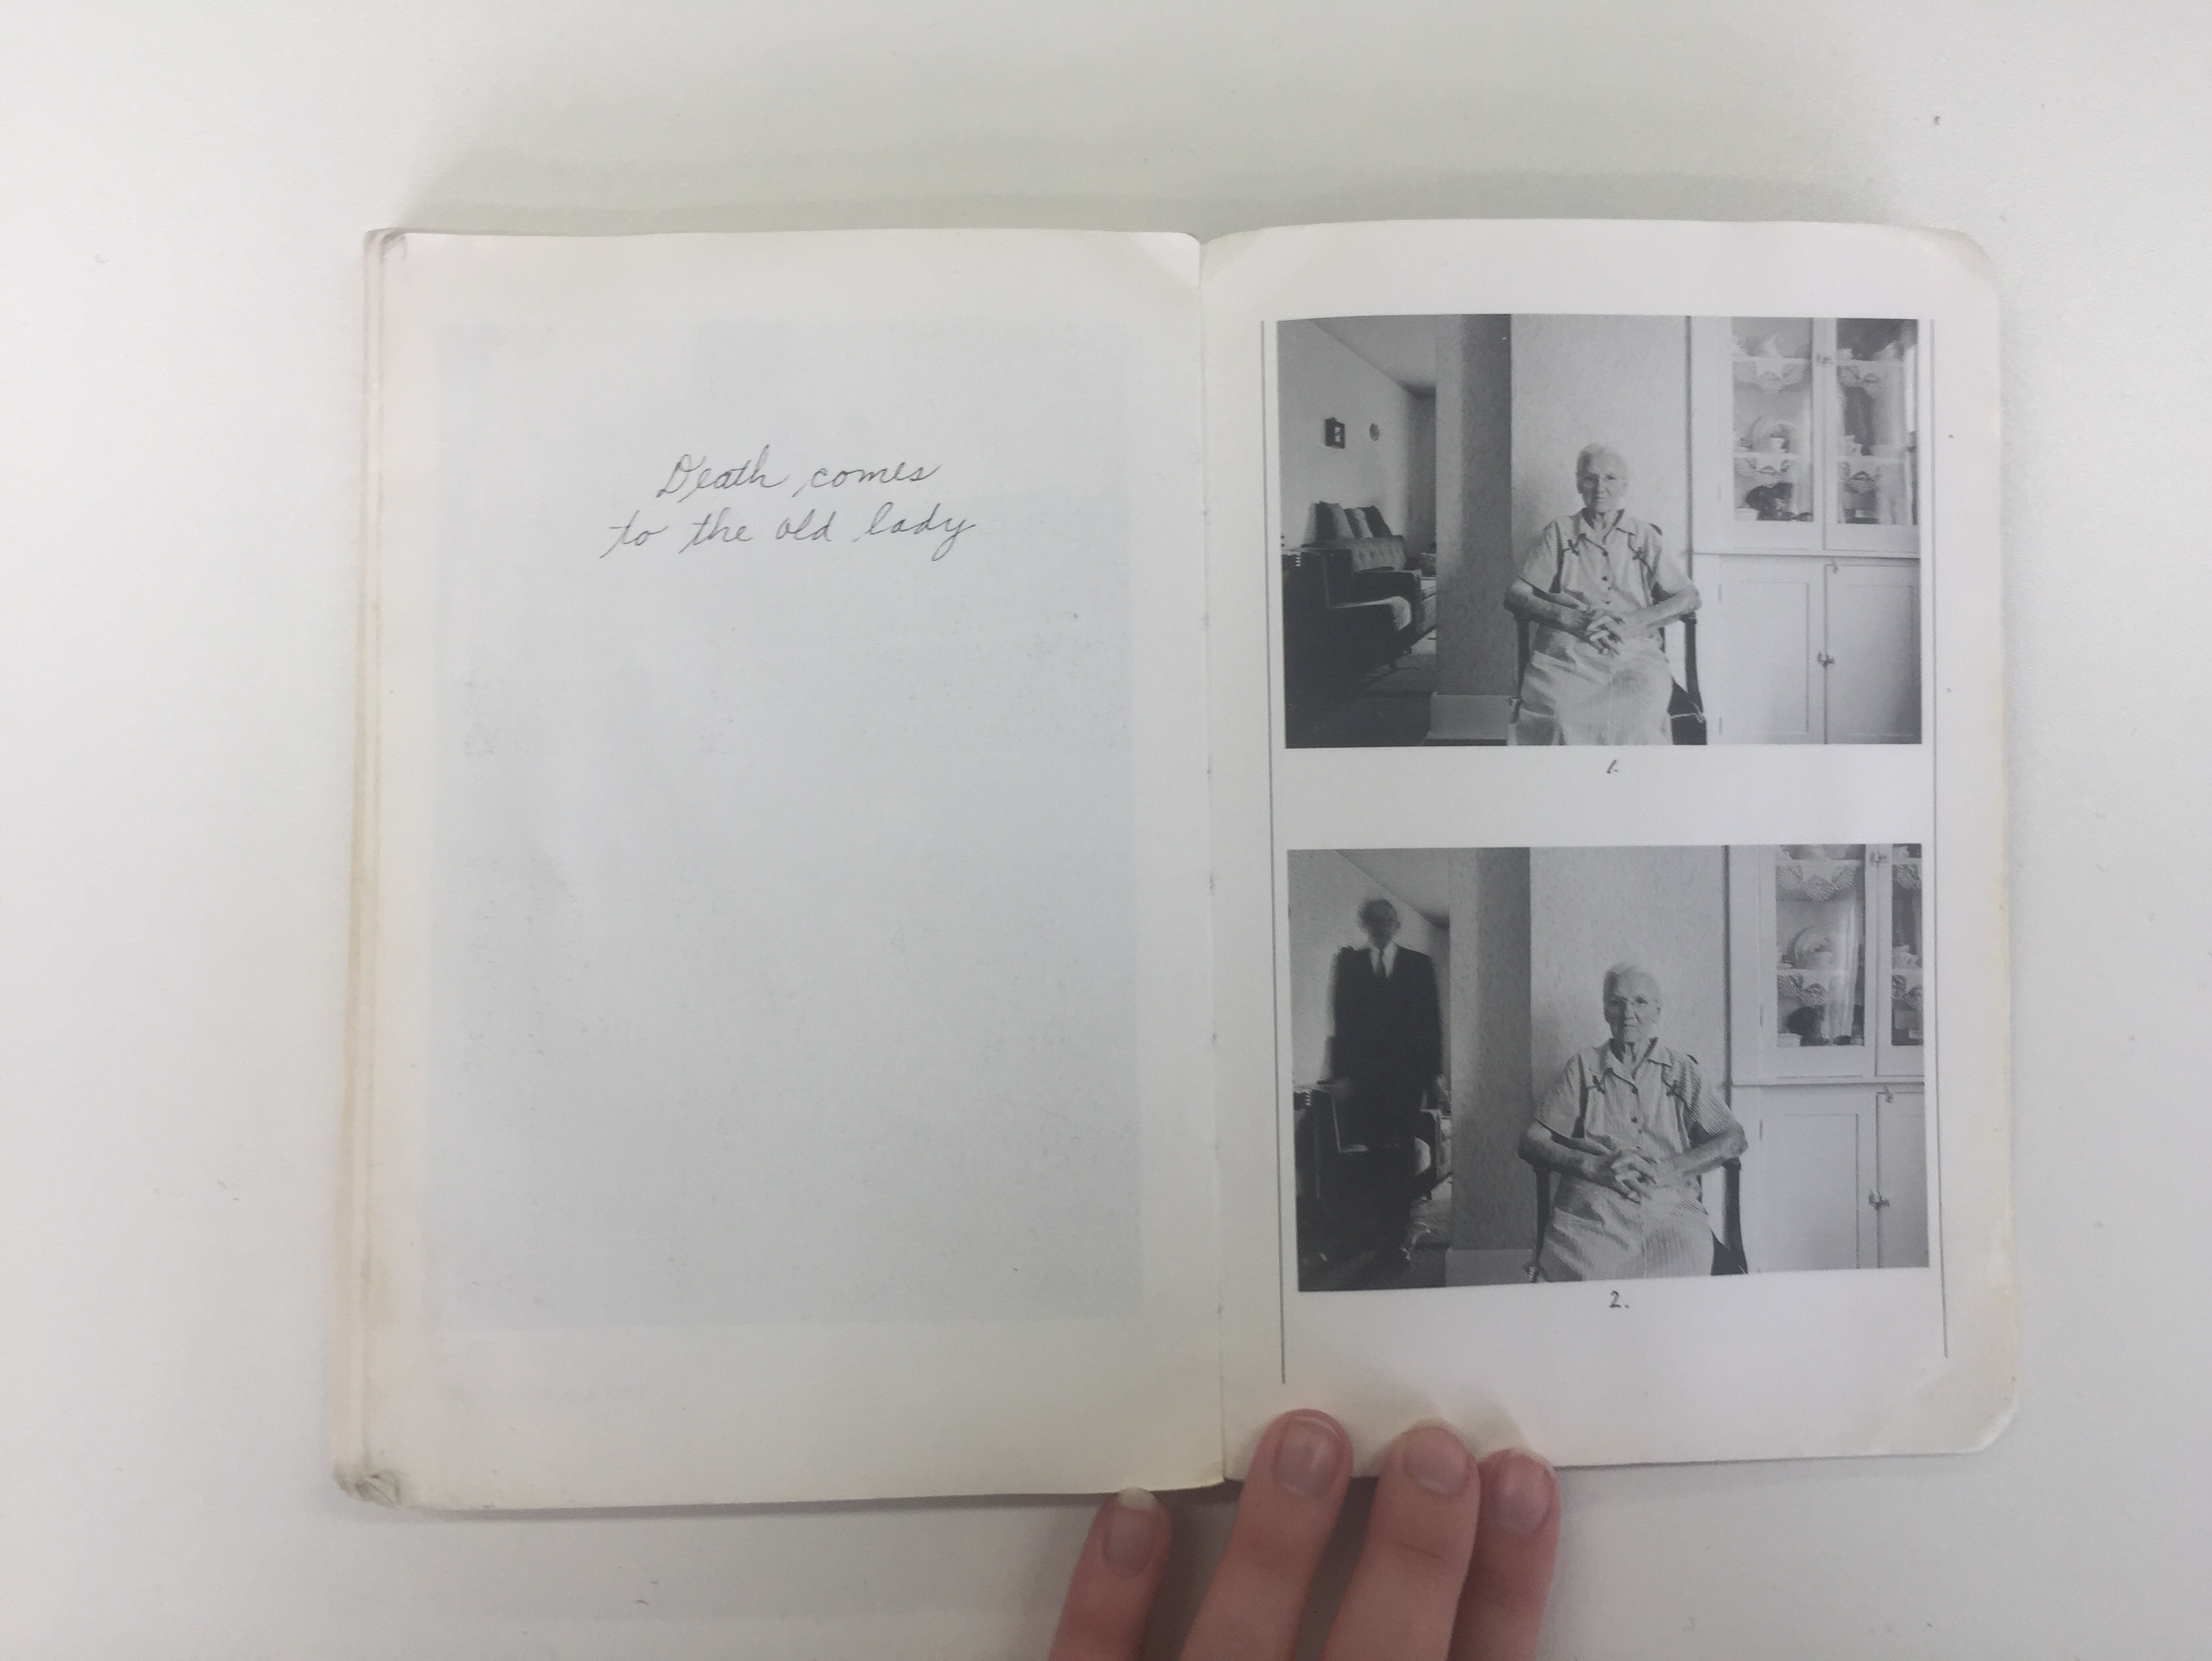 Death comes
to the old lady
1.
2.